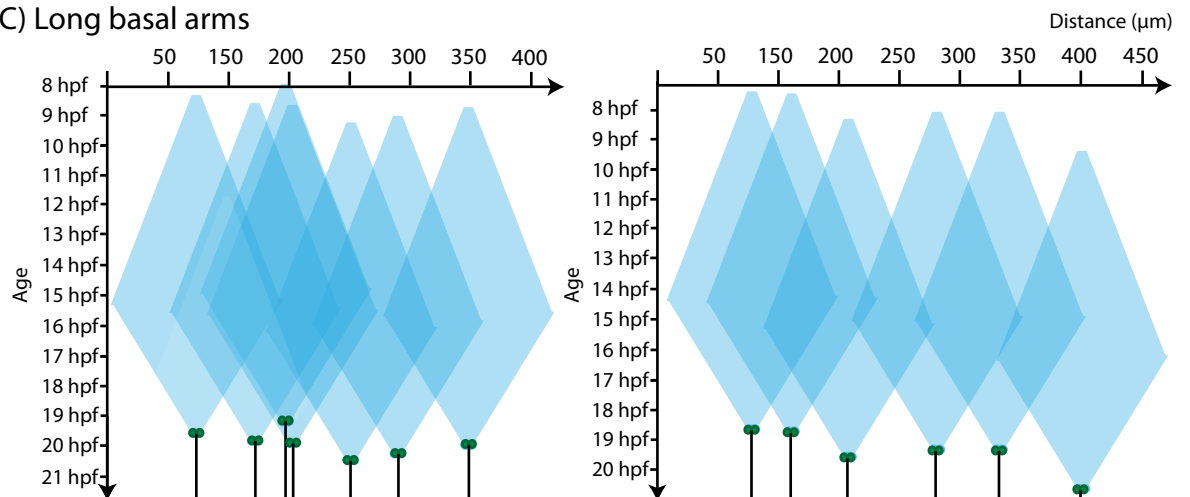 C) Long basal arms
Distance (μm)
50 150 200 250 290 350 400
50 150 200 250 300 350 400 450
8 hpf
9 hpf
10 hpf
11 hpf
12 hpf
13 hpf
14 hpf
15 hpf
16 hpf
17 hpf
18 hpf
19 hpf
20 hpf
21 hpf
Age
8 hpf
9 hpf
10 hpf
11 hpf
12 hpf
13 hpf
14 hpf
15 hpf
16 hpf
17 hpf
18 hpf
19 hpf
20 hpf
Age